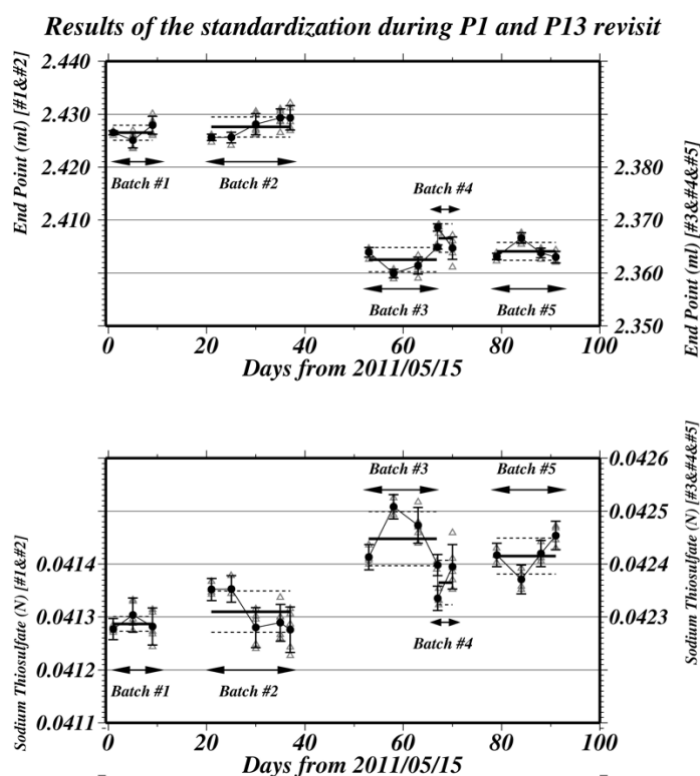 Results of the standardization during P1 and P13 revisit
End Point (ml) [#1&#2]
2.440
2.430
2.420
2.410
Batch #1
Batch #2
Batch #4
Batch #3
Batch #5
2.380
2.370
2.360
2.350
End Point (ml) [#3&#4&#5]
0 20 40 60 80 100
Days from 2011/05/15
Sodium Thiosulfate (N) [#1&#2]
0.0414
0.0413
0.0412
0.0411
Batch #3
Batch #5
Batch #4
Batch #1
Batch #2
0.0426
0.0425
0.0424
0.0423
Sodium Thiosulfate (N) [#3&#4&#5]
0 20 40 60 80 100
Days from 2011/05/15